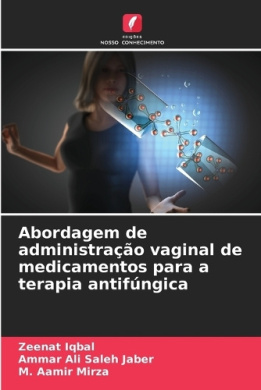 edições
NOSSO CONHECIMENTO
Abordagem de
administração vaginal de
medicamentos para a
terapia antifúngica
Zeenat Iqbal
Ammar Ali Saleh Jaber
M. Aamir Mirza